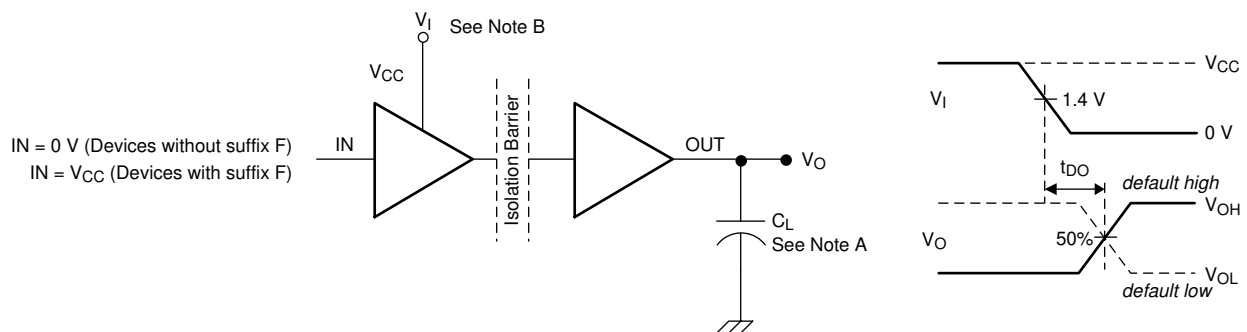 V_I
See Note B
V_CC
Isolation Barrier
IN = 0 V (Devices without suffix F)
IN = V_CC (Devices with suffix F)
IN
OUT
V_O
C_L
See Note A
V_CC
V_I
1.4 V
0 V
t_DO
default high
V_OH
V_O
50%
V_OL
default low